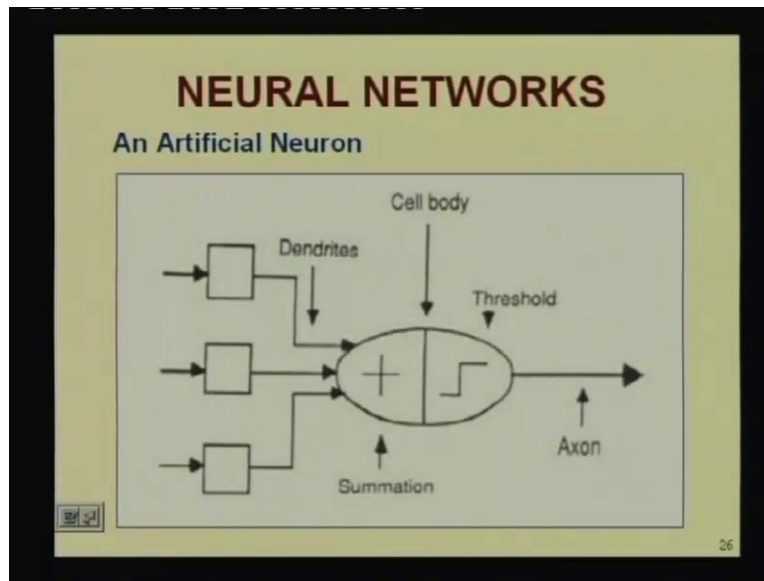 NEURAL NETWORKS
An Artificial Neuron
Cell body
Dendrites
Threshold
Axon
Summation
26